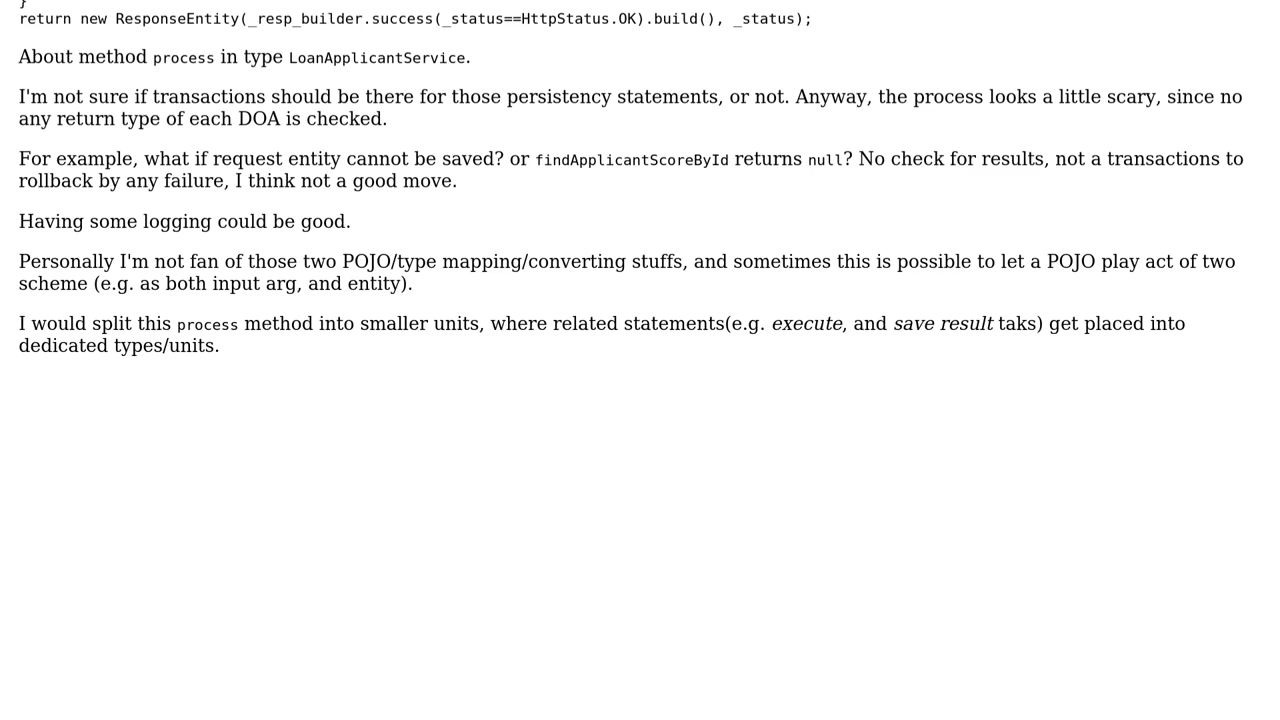 }
return new ResponseEntity(_resp_builder.success(_status==HttpStatus.OK).build(), _status);
About method process in type LoanApplicantService.
I'm not sure if transactions should be there for those persistency statements, or not. Anyway, the process looks a little scary, since no
any return type of each DOA is checked.
For example, what if request entity cannot be saved? or findApplicantScoreById returns null? No check for results, not a transactions to
rollback by any failure, I think not a good move.
Having some logging could be good.
Personally I'm not fan of those two POJO/type mapping/converting stuffs, and sometimes this is possible to let a POJO play act of two
scheme (e.g. as both input arg, and entity).
I would split this process method into smaller units, where related statements(e.g. execute, and save result taks) get placed into
dedicated types/units.